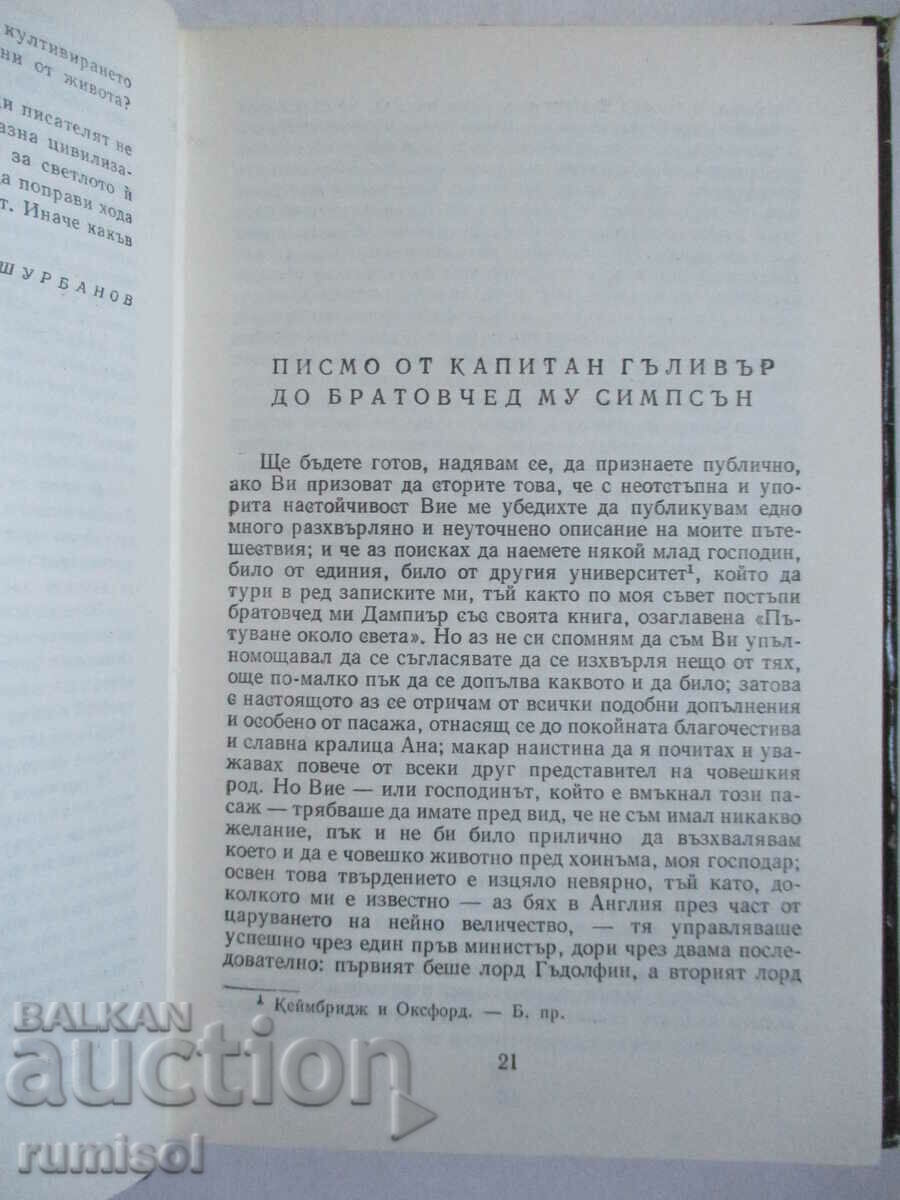 култивирането
ни от живота?
и писателят не
азна цивилиза-
за светлото ѝ
да поправи хода
т. Иначе какъв
ШУРБАНОВ
ПИСМО ОТ КАПИТАН ГЪЛИВЪР
ДО БРАТОВЧЕД МУ СИМПСЪН
Ще бъдете готов, надявам се, да признаете публично,
ако Ви призоват да сторите това, че с неотстъпна и упо-
рита настойчивост Вие ме убедихте да публикувам едно
много разхвърляно и неуточнено описание на моите пъте-
шествия; и че аз поисках да наемете някой млад господин,
било от единия, било от другия университет¹, който да
тури в ред записките ми, тъй както по моя съвет постъпи
братовчед ми Дампиър със своята книга, озаглавена «Пъ-
туване около света». Но аз не си спомням да съм Ви упъл-
номощавал да се съгласявате да се изхвърля нещо от тях,
още по-малко пък да се допълва каквото и да било; затова
с настоящото аз се отричам от всички подобни допълнения
и особено от пасажа, отнасящ се до покойната благочестива
и славна кралица Ана; макар наистина да я почитах и ува-
жавах повече от всеки друг представител на човешкия
род. Но Вие — или господинът, който е вмъкнал този па-
саж — трябваше да имате пред вид, че не съм имал никакво
желание, пък и не би било прилично да възхвалявам
което и да е човешко животно пред хоинъма, моя господар;
освен това твърдението е изцяло невярно, тъй като, до-
колкото ми е известно — аз бях в Англия през част от
царуването на нейно величество, — тя управляваше
успешно чрез един пръв министър, дори чрез двама после-
дователно: първият беше лорд Гъдолфин, а вторият лорд
¹ Кеймбридж и Оксфорд. — Б. пр.
21
BALKAN
auction
rumisol